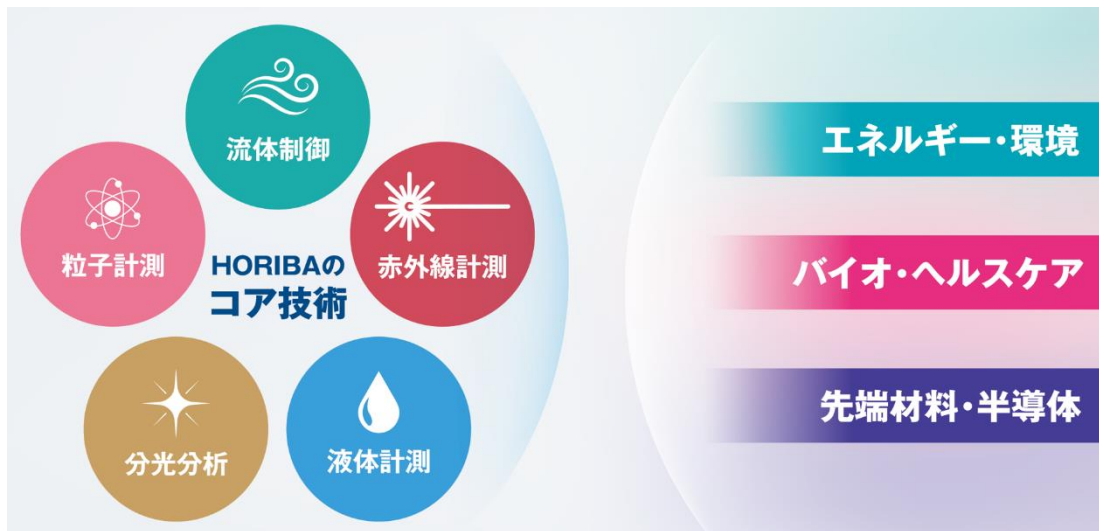 流体制御
粒子計測
赤外線計測
HORIBAの
コア技術
分光分析
液体計測
エネルギー・環境
バイオ・ヘルスケア
先端材料・半導体